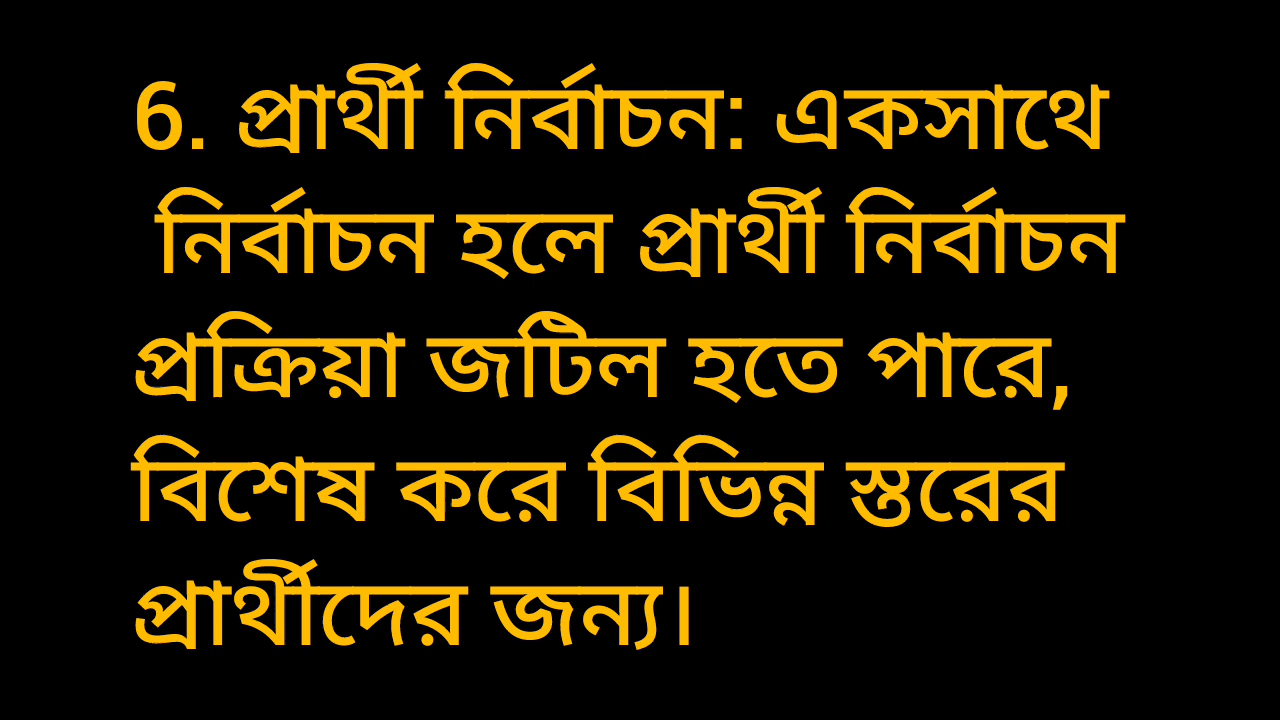 6. প্রার্থী নির্বাচন: একসাথে
নির্বাচন হলে প্রার্থী নির্বাচন
প্রক্রিয়া জটিল হতে পারে,
বিশেষ করে বিভিন্ন স্তরের
প্রার্থীদের জন্য।